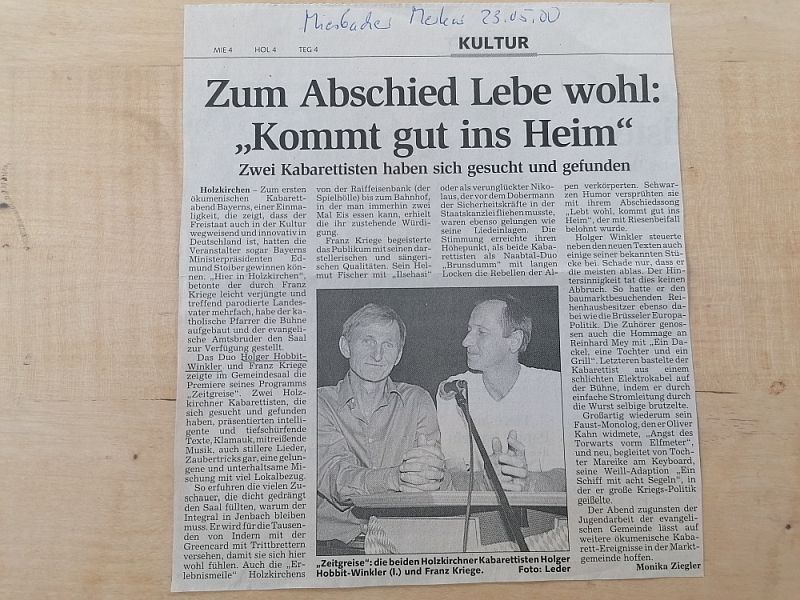 Miesbacher Merkur 23.05.00
MIE 4 HOL 4 TEG 4
KULTUR
Zum Abschied Lebe wohl:
„Kommt gut ins Heim“
Zwei Kabarettisten haben sich gesucht und gefunden
Holzkirchen – Zum ersten
ökumenischen Kabarett-
abend Bayerns, einer Einma-
ligkeit, die zeigt, dass der
Freistaat auch in der Kultur
wegweisend und innovativ in
Deutschland ist, hatten die
Veranstalter sogar Bayerns
Ministerpräsidenten Ed-
mund Stoiber gewinnen kön-
nen. „Hier in Holzkirchen“,
betonte der durch Franz
Kriege leicht verjüngte und
treffend parodierte Landes-
vater mehrfach, habe der ka-
tholische Pfarrer die Bühne
aufgebaut und der evangeli-
sche Amtsbruder den Saal
zur Verfügung gestellt.
Das Duo Holger Hobbit-
Winkler und Franz Kriege
zeigte im Gemeindesaal die
Premiere seines Programms
„Zeitgreise“. Zwei Holz-
kirchner Kabarettisten, die
sich gesucht und gefunden
haben, präsentierten intelli-
gente und tiefschürfende
Texte, Klamauk, mitreißende
Musik, auch stillere Lieder,
Zaubertricks gar, eine gelun-
gene und unterhaltsame Mi-
schung mit viel Lokalbezug.
So erfuhren die vielen Zu-
schauer, die dicht gedrängt
den Saal füllten, warum der
Integral in Jenbach bleiben
muss. Er wird für die Tausen-
den von Indern mit der
Greencard mit Trittbrettern
versehen, damit sie sich hier
wohl fühlen. Auch die „Er-
lebnismeile“ Holzkirchens
von der Raiffeisenbank (der
Spielhölle) bis zum Bahnhof,
in der man immerhin zwei
Mal Eis essen kann, erhielt
die ihr zustehende Würdi-
gung.
Franz Kriege begeisterte
das Publikum mit seinen dar-
stellerischen und sängeri-
schen Qualitäten. Sein Hel-
mut Fischer mit „Ilsehasi“
oder als verunglückter Niko-
laus, der vor dem Dobermann
der Sicherheitskräfte in der
Staatskanzlei fliehen musste,
waren ebenso gelungen wie
seine Liedeinlagen. Die
Stimmung erreichte ihren
Höhepunkt, als beide Kaba-
rettisten als Naabtal-Duo
„Brunsdumm“ mit langen
Locken die Rebellen der Al-
pen verkörperten. Schwar-
zen Humor versprühten sie
mit ihrem Abschiedssong
„Lebt wohl, kommt gut ins
Heim“, der mit Riesenbeifall
belohnt wurde.
Holger Winkler steuerte
neben den neuen Texten auch
einige seiner bekannten Stü-
cke bei Schade nur, dass er
die meisten ablas. Der Hin-
tersinnigkeit tat dies keinen
Abbruch. So hatte er den
baumarktbesuchenden Rei-
henhausbesitzer ebenso da-
bei wie die Brüsseler Europa-
Politik. Die Zuhörer genos-
sen auch die Hommage an
Reinhard Mey mit „Ein Da-
ckel, eine Tochter und ein
Grill“. Letzteren bastelte der
Kabarettist aus einem
schlichten Elektrokabel auf
der Bühne, indem er durch
einfache Stromleitung durch
die Wurst selbige brutzelte.
Großartig wiederum sein
Faust-Monolog, den er Oliver
Kahn widmete, „Angst des
Torwarts vorm Elfmeter“,
und neu, begleitet von Toch-
ter Mareike am Keyboard,
seine Weill-Adaption „Ein
Schiff mit acht Segeln“, in
der er große Kriegs-Politik
geißelte.
Der Abend zugunsten der
Jugendarbeit der evangeli-
schen Gemeinde lässt auf
weitere ökumenische Kaba-
rett-Ereignisse in der Markt-
gemeinde hoffen.
Monika Ziegler
„Zeitgreise“: die beiden Holzkirchner Kabarettisten Holger
Hobbit-Winkler (l.) und Franz Kriege. Foto: Leder